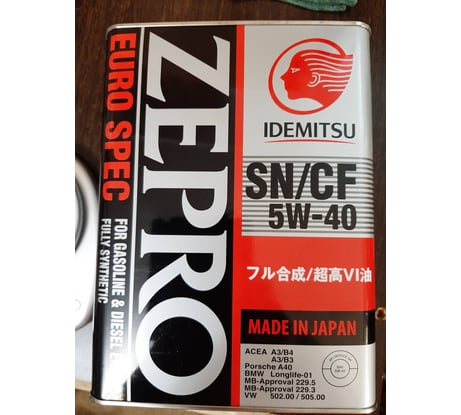 ZEPRO
EURO SPEC
FOR GASOLINE & DIESEL
FULLY SYNTHETIC
IDEMITSU
SN/CF
5W-40
フル合成/超高VI油
MADE IN JAPAN
ACEA A3/B4
A3/B3
Porsche A40
BMW Longlife-01
MB-Approval 229.5
MB-Approval 229.3
VW 502.00 / 505.00